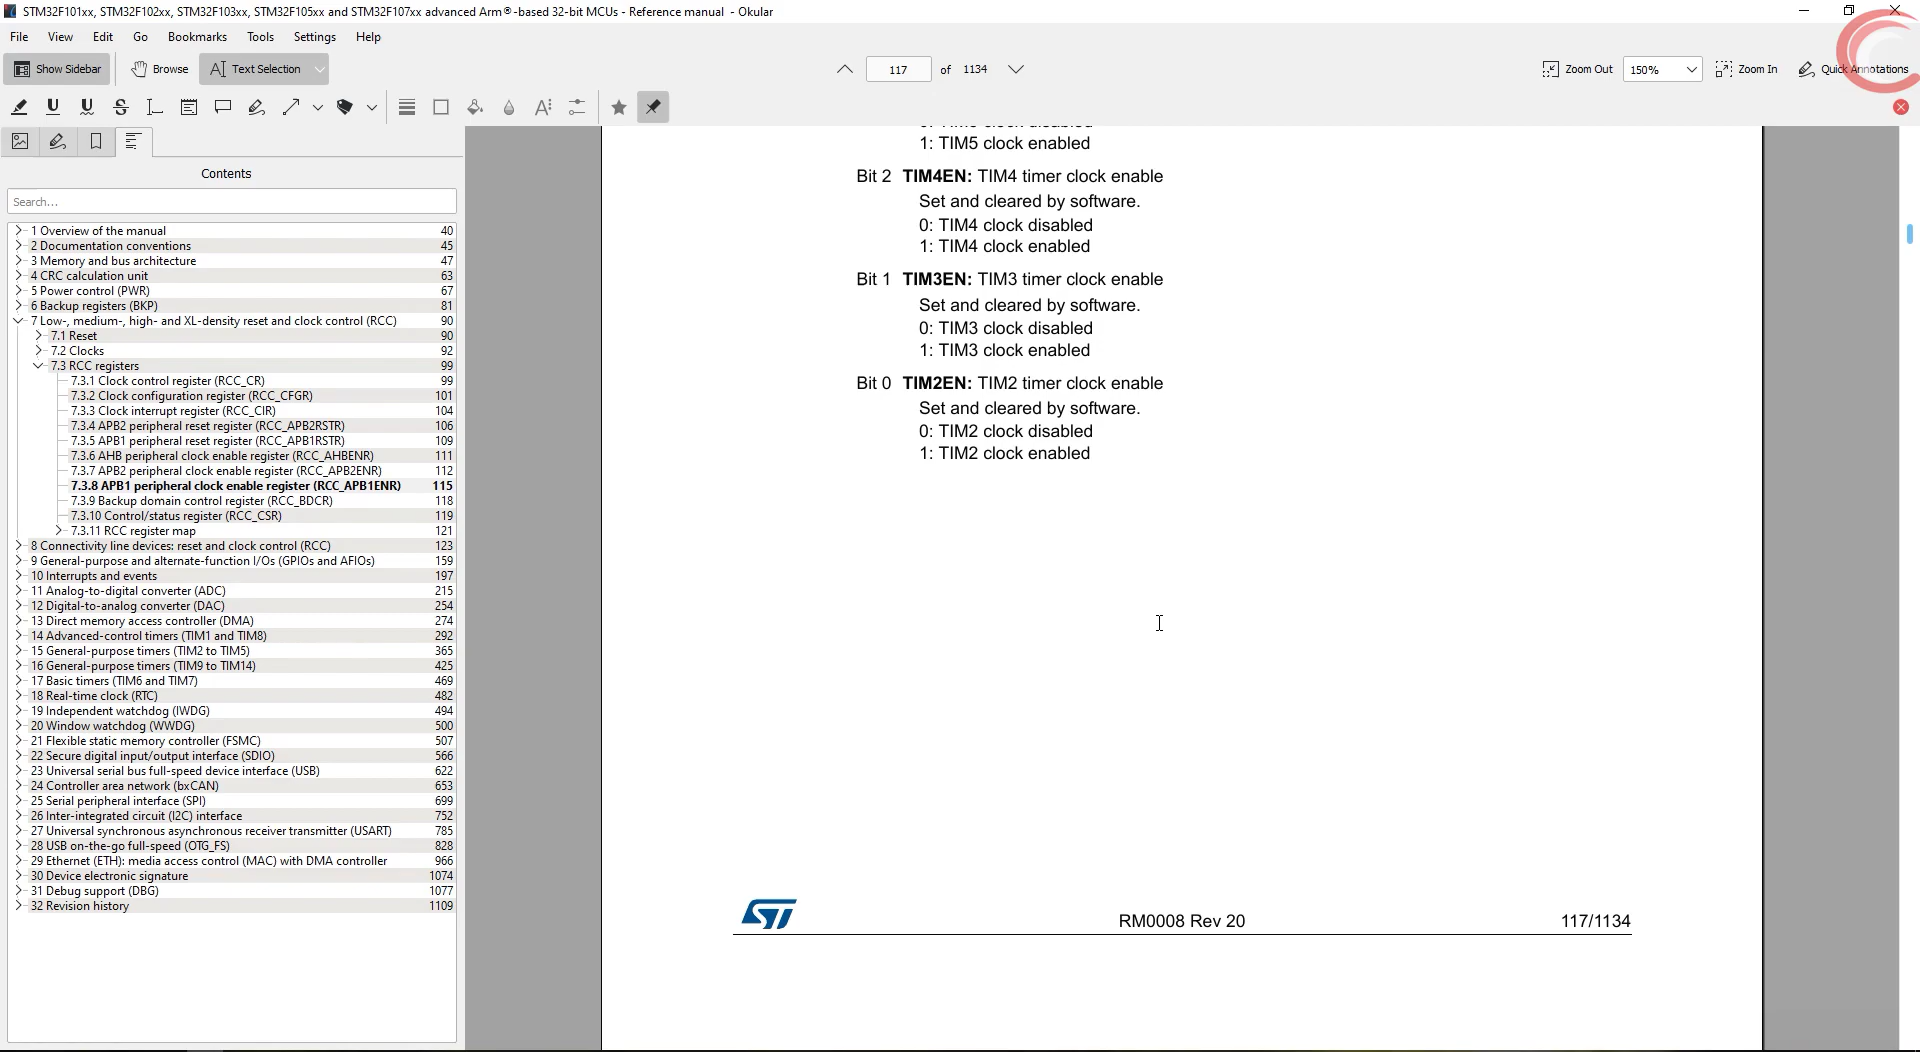 STM32F101xx, STM32F102xx, STM32F103xx, STM32F105xx and STM32F107xx advanced Arm®-based 32-bit MCUs - Reference manual - Okular
File View Edit Go Bookmarks Tools Settings Help
Show Sidebar Browse Text Selection 117 of 1134 Zoom Out 150% Zoom In Quick Annotations
Contents
Search...
1 Overview of the manual 40
2 Documentation conventions 45
3 Memory and bus architecture 47
4 CRC calculation unit 63
5 Power control (PWR) 67
6 Backup registers (BKP) 81
7 Low-, medium-, high- and XL-density reset and clock control (RCC) 90
7.1 Reset 90
7.2 Clocks 92
7.3 RCC registers 99
7.3.1 Clock control register (RCC_CR) 99
7.3.2 Clock configuration register (RCC_CFGR) 101
7.3.3 Clock interrupt register (RCC_CIR) 104
7.3.4 APB2 peripheral reset register (RCC_APB2RSTR) 106
7.3.5 APB1 peripheral reset register (RCC_APB1RSTR) 109
7.3.6 AHB peripheral clock enable register (RCC_AHBENR) 111
7.3.7 APB2 peripheral clock enable register (RCC_APB2ENR) 112
7.3.8 APB1 peripheral clock enable register (RCC_APB1ENR) 115
7.3.9 Backup domain control register (RCC_BDCR) 118
7.3.10 Control/status register (RCC_CSR) 119
7.3.11 RCC register map 121
8 Connectivity line devices: reset and clock control (RCC) 123
9 General-purpose and alternate-function I/Os (GPIOs and AFIOs) 159
10 Interrupts and events 197
11 Analog-to-digital converter (ADC) 215
12 Digital-to-analog converter (DAC) 254
13 Direct memory access controller (DMA) 274
14 Advanced-control timers (TIM1 and TIM8) 292
15 General-purpose timers (TIM2 to TIM5) 365
16 General-purpose timers (TIM9 to TIM14) 425
17 Basic timers (TIM6 and TIM7) 469
18 Real-time clock (RTC) 482
19 Independent watchdog (IWDG) 494
20 Window watchdog (WWDG) 500
21 Flexible static memory controller (FSMC) 507
22 Secure digital input/output interface (SDIO) 566
23 Universal serial bus full-speed device interface (USB) 622
24 Controller area network (bxCAN) 653
25 Serial peripheral interface (SPI) 699
26 Inter-integrated circuit (I2C) interface 752
27 Universal synchronous asynchronous receiver transmitter (USART) 785
28 USB on-the-go full-speed (OTG_FS) 828
29 Ethernet (ETH): media access control (MAC) with DMA controller 966
30 Device electronic signature 1074
31 Debug support (DBG) 1077
32 Revision history 1109
1: TIM5 clock enabled
Bit 2 TIM4EN: TIM4 timer clock enable
Set and cleared by software.
0: TIM4 clock disabled
1: TIM4 clock enabled
Bit 1 TIM3EN: TIM3 timer clock enable
Set and cleared by software.
0: TIM3 clock disabled
1: TIM3 clock enabled
Bit 0 TIM2EN: TIM2 timer clock enable
Set and cleared by software.
0: TIM2 clock disabled
1: TIM2 clock enabled
ST RM0008 Rev 20 117/1134